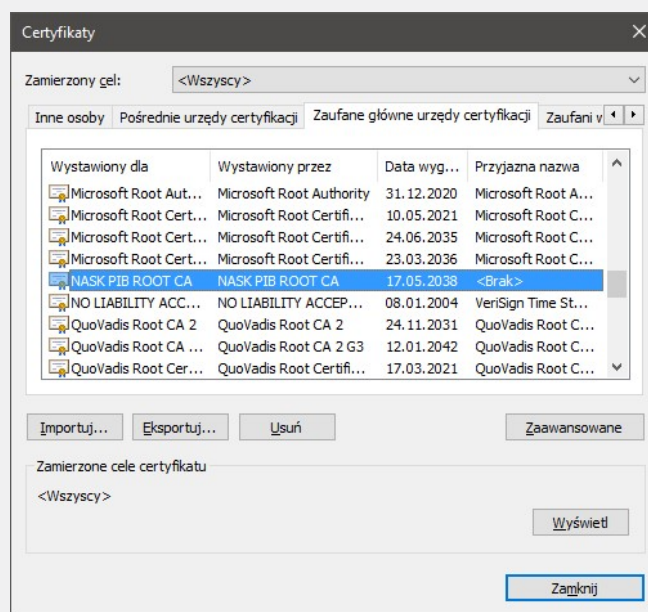 Certyfikaty
Zamierzony cel: <Wszyscy>
Inne osoby Pośrednie urzędy certyfikacji Zaufane główne urzędy certyfikacji Zaufani w
Wystawiony dla Wystawiony przez Data wyg... Przyjazna nazwa
Microsoft Root Aut... Microsoft Root Authority 31.12.2020 Microsoft Root A...
Microsoft Root Cert... Microsoft Root Certifi... 10.05.2021 Microsoft Root C...
Microsoft Root Cert... Microsoft Root Certifi... 24.06.2035 Microsoft Root C...
Microsoft Root Cert... Microsoft Root Certifi... 23.03.2036 Microsoft Root C...
NASK PIB ROOT CA NASK PIB ROOT CA 17.05.2038 <Brak>
NO LIABILITY ACC... NO LIABILITY ACCEP... 08.01.2004 VeriSign Time St...
QuoVadis Root CA 2 QuoVadis Root CA 2 24.11.2031 QuoVadis Root C...
QuoVadis Root CA ... QuoVadis Root CA 2 G3 12.01.2042 QuoVadis Root C...
QuoVadis Root Cer... QuoVadis Root Certifi... 17.03.2021 QuoVadis Root C...
Importuj... Eksportuj... Usuń Zaawansowane
Zamierzone cele certyfikatu
<Wszyscy>
Wyświetl
Zamknij